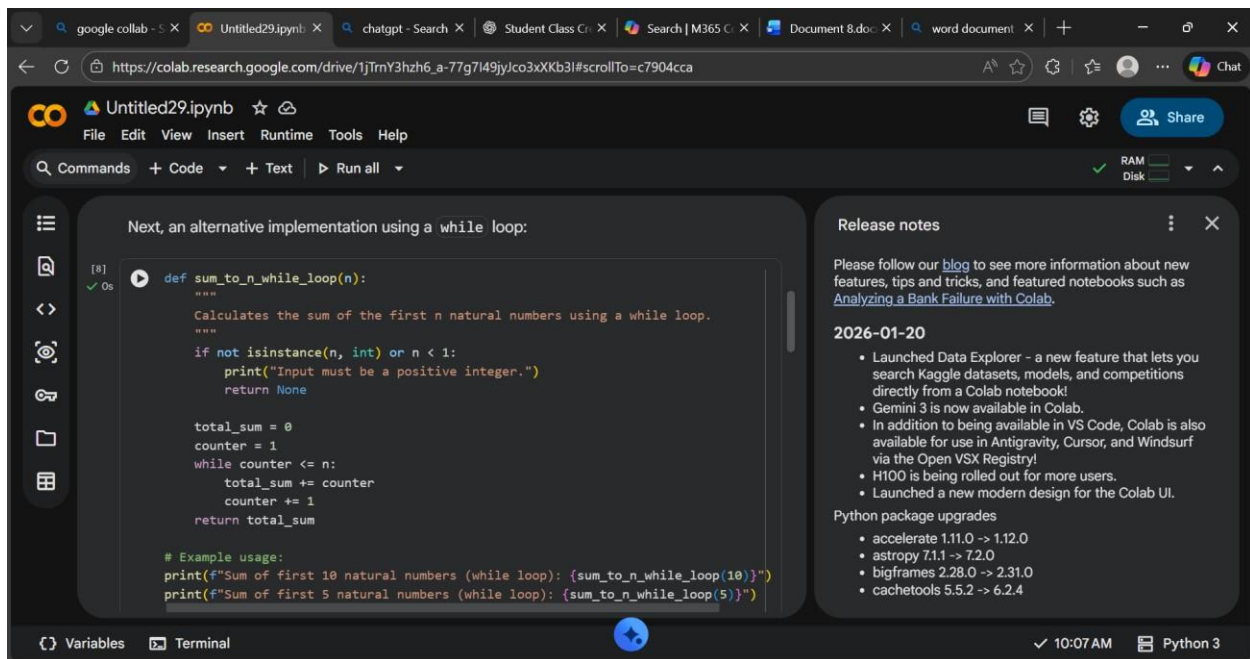 google collab - S
Untitled29.ipynb
chatgpt - Search
Student Class Cre
Search | M365 Co
Document 8.doc
word document
https://colab.research.google.com/drive/1jTrnY3hzh6_a-77g7I49jyJco3xXKb3I#scrollTo=c7904cca
Chat
Untitled29.ipynb
File Edit View Insert Runtime Tools Help
Share
Commands + Code + Text Run all
RAM
Disk
Next, an alternative implementation using a while loop:
[8]
0s
def sum_to_n_while_loop(n):
"""
Calculates the sum of the first n natural numbers using a while loop.
"""
if not isinstance(n, int) or n < 1:
print("Input must be a positive integer.")
return None
total_sum = 0
counter = 1
while counter <= n:
total_sum += counter
counter += 1
return total_sum
# Example usage:
print(f"Sum of first 10 natural numbers (while loop): {sum_to_n_while_loop(10)}")
print(f"Sum of first 5 natural numbers (while loop): {sum_to_n_while_loop(5)}")
Release notes
Please follow our blog to see more information about new
features, tips and tricks, and featured notebooks such as
Analyzing a Bank Failure with Colab.
2026-01-20
• Launched Data Explorer - a new feature that lets you
search Kaggle datasets, models, and competitions
directly from a Colab notebook!
• Gemini 3 is now available in Colab.
• In addition to being available in VS Code, Colab is also
available for use in Antigravity, Cursor, and Windsurf
via the Open VSX Registry!
• H100 is being rolled out for more users.
• Launched a new modern design for the Colab UI.
Python package upgrades
• accelerate 1.11.0 -> 1.12.0
• astropy 7.1.1 -> 7.2.0
• bigframes 2.28.0 -> 2.31.0
• cachetools 5.5.2 -> 6.2.4
{} Variables Terminal
10:07 AM Python 3